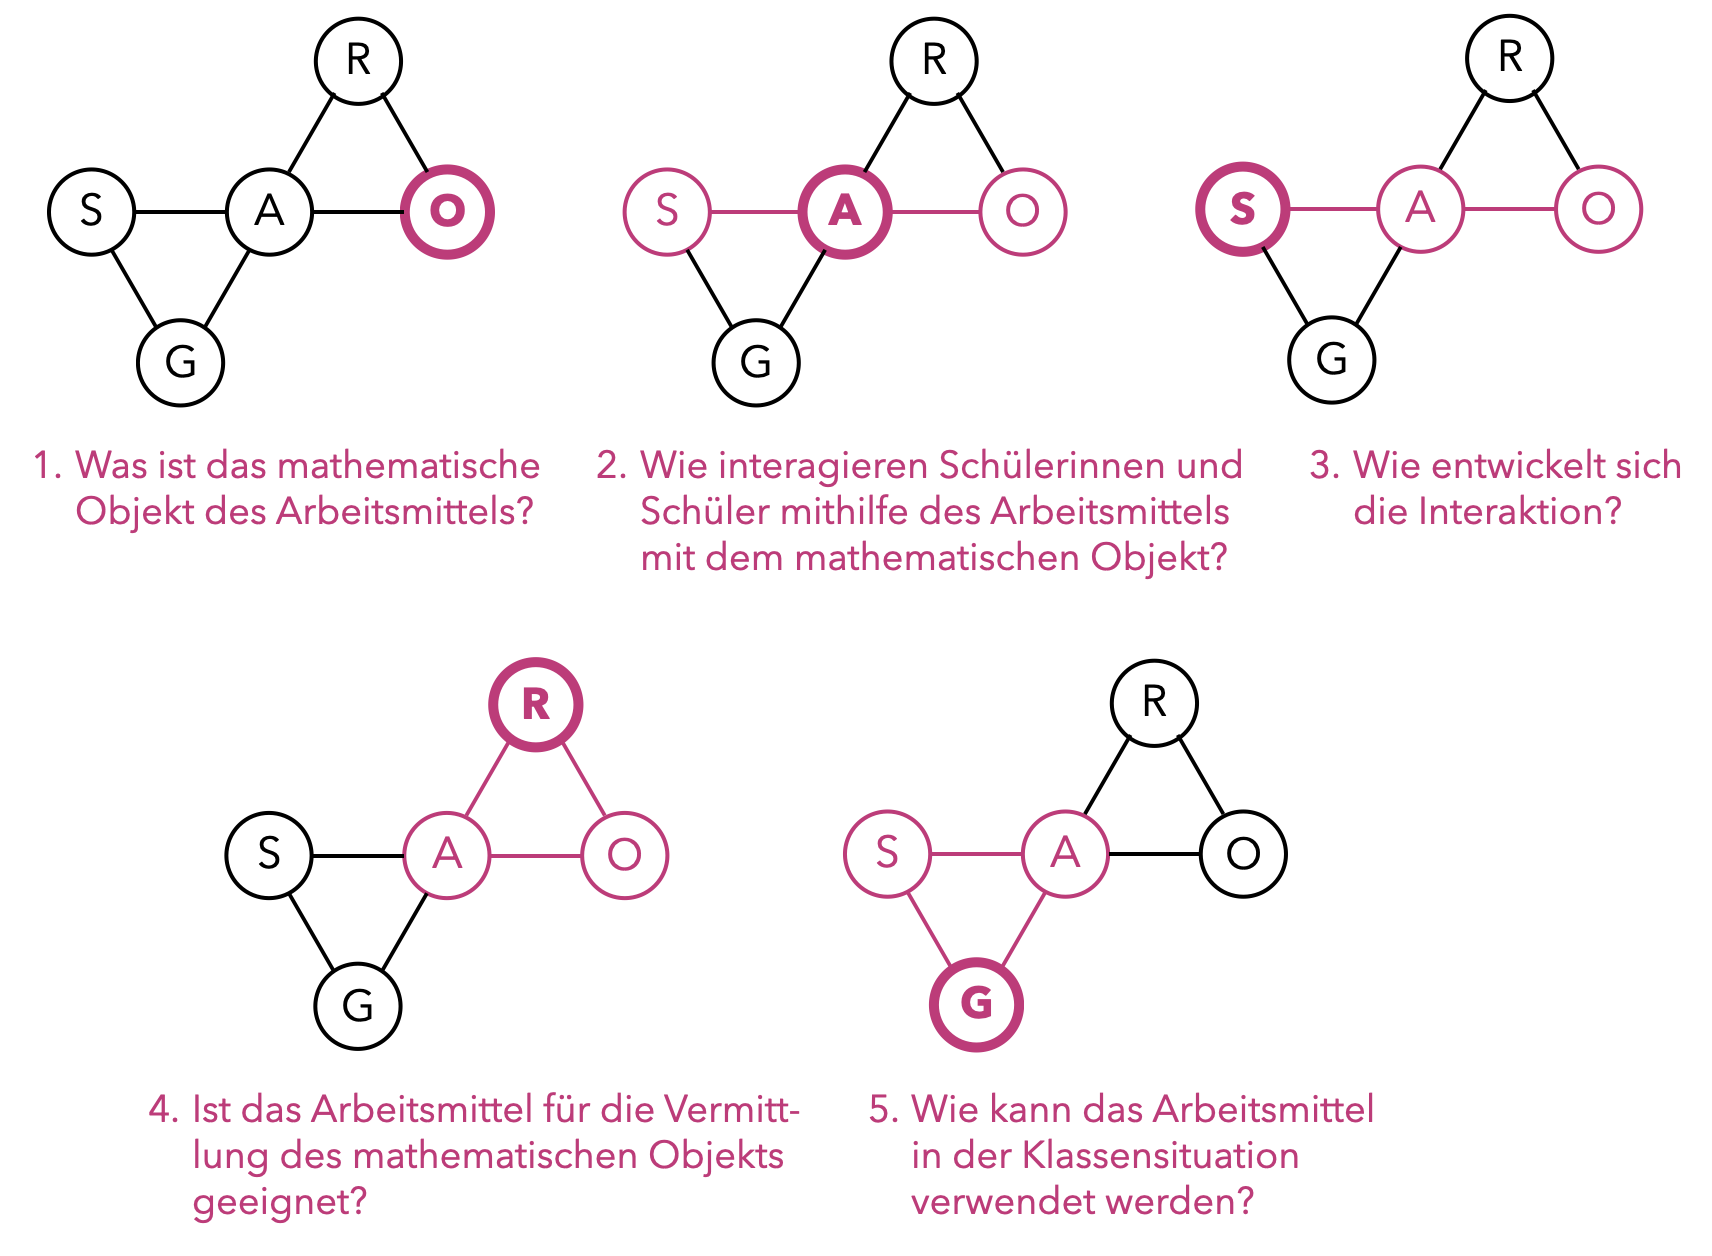 R
S
A
O
G
1. Was ist das mathematische
Objekt des Arbeitsmittels?
R
S
A
O
G
2. Wie interagieren Schülerinnen und
Schüler mithilfe des Arbeitsmittels
mit dem mathematischen Objekt?
R
S
A
O
G
3. Wie entwickelt sich
die Interaktion?
R
S
A
O
G
4. Ist das Arbeitsmittel für die Vermitt-
lung des mathematischen Objekts
geeignet?
R
S
A
O
G
5. Wie kann das Arbeitsmittel
in der Klassensituation
verwendet werden?